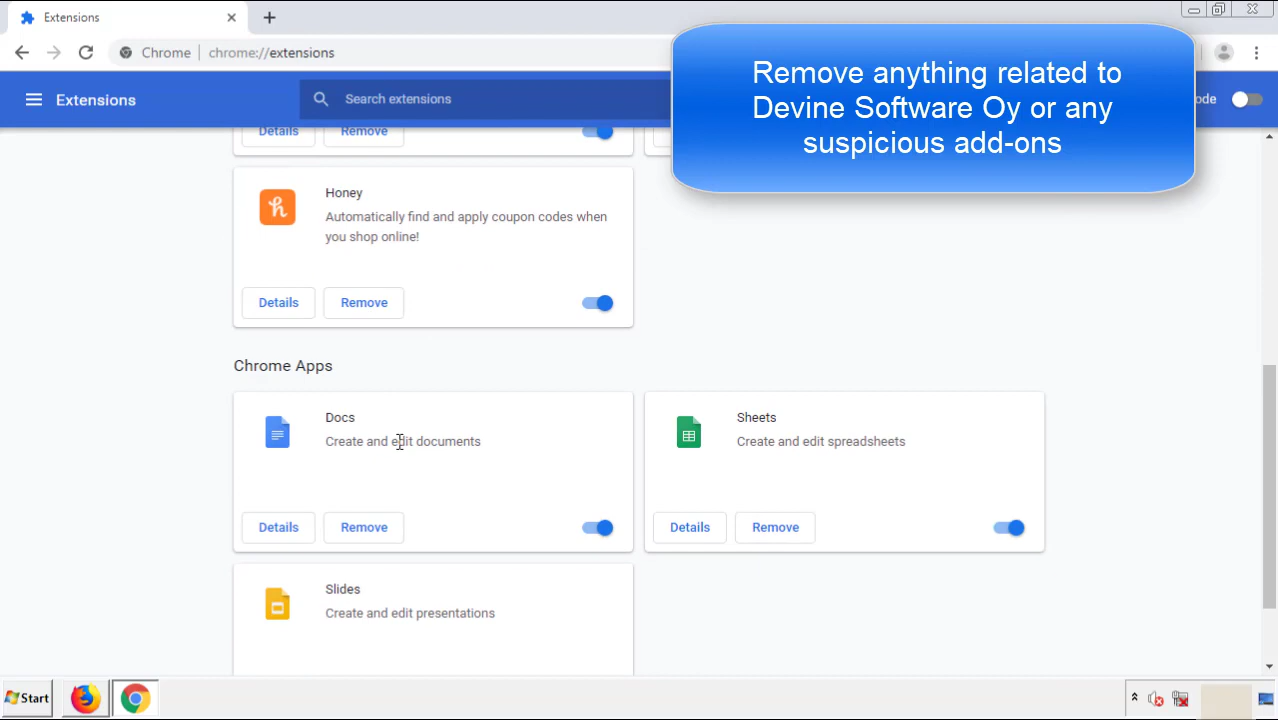 Extensions
Chrome | chrome://extensions
Extensions
Search extensions
ode
Remove anything related to
Devine Software Oy or any
suspicious add-ons
Details Remove
Honey
Automatically find and apply coupon codes when
you shop online!
Details Remove
Chrome Apps
Docs
Create and edit documents
Details Remove
Sheets
Create and edit spreadsheets
Details Remove
Slides
Create and edit presentations
Start